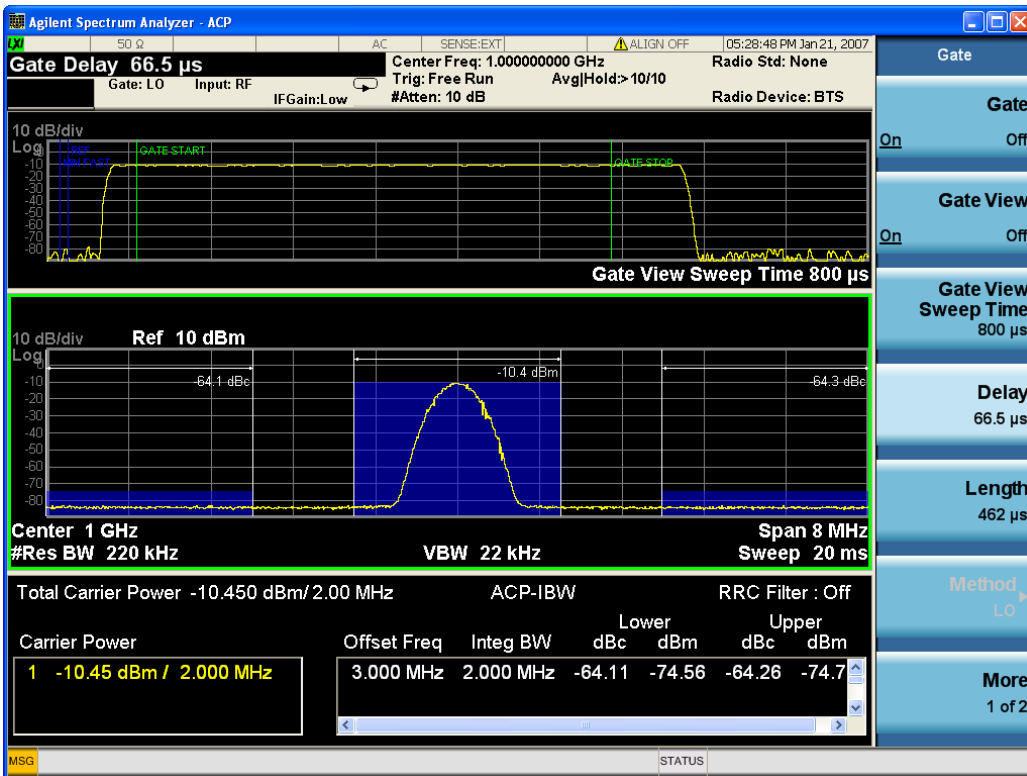 Agilent Spectrum Analyzer - ACP
LXI 50 Ω AC SENSE:EXT ALIGN OFF 05:28:48 PM Jan 21, 2007
Gate Delay 66.5 µs
Gate: LO Input: RF
IFGain:Low
Center Freq: 1.000000000 GHz
Trig: Free Run Avg|Hold:>10/10
#Atten: 10 dB
Radio Std: None
Radio Device: BTS
10 dB/div
Log
-10
-20
-30
-40
-50
-60
-70
-80
GATE START
GATE STOP
MIN FAST
Gate View Sweep Time 800 µs
10 dB/div Ref 10 dBm
Log
0
-10
-20
-30
-40
-50
-60
-70
-80
-64.1 dBc
-10.4 dBm
-64.3 dBc
Center 1 GHz Span 8 MHz
#Res BW 220 kHz VBW 22 kHz Sweep 20 ms
Total Carrier Power -10.450 dBm/ 2.00 MHz ACP-IBW RRC Filter : Off
Lower Upper
Carrier Power Offset Freq Integ BW dBc dBm dBc dBm
1 -10.45 dBm / 2.000 MHz 3.000 MHz 2.000 MHz -64.11 -74.56 -64.26 -74.7
MSG STATUS
Gate
Gate
On Off
Gate View
On Off
Gate View
Sweep Time
800 µs
Delay
66.5 µs
Length
462 µs
Method
LO
More
1 of 2